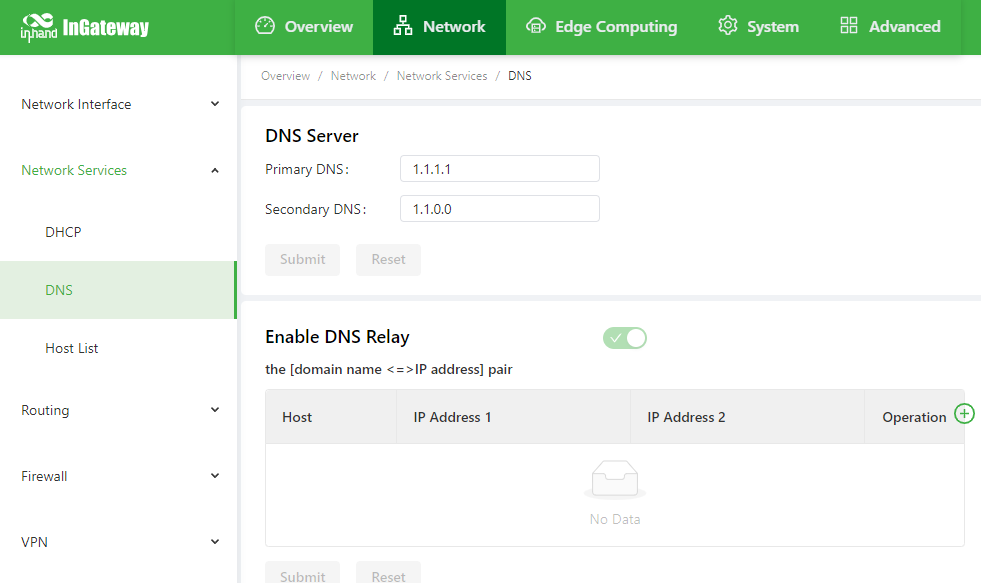 inhand InGateway
Overview
Network
Edge Computing
System
Advanced
Overview / Network / Network Services / DNS
Network Interface
Network Services
DHCP
DNS
Host List
Routing
Firewall
VPN
DNS Server
Primary DNS: 1.1.1.1
Secondary DNS: 1.1.0.0
Submit Reset
Enable DNS Relay
the [domain name <=>IP address] pair
Host IP Address 1 IP Address 2 Operation
No Data
Submit Reset